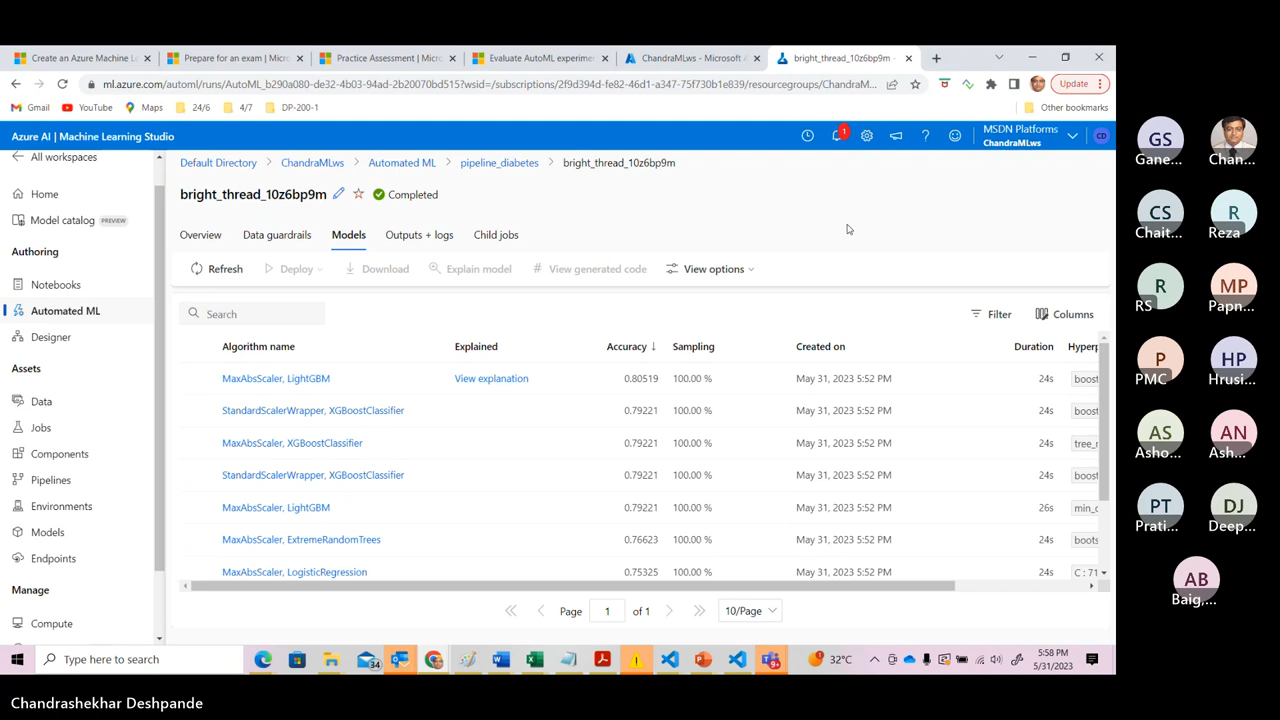 Create an Azure Machine L
Prepare for an exam | Micro
Practice Assessment | Micro
Evaluate AutoML experimen
ChandraMLws - Microsoft A
bright_thread_10z6bp9m -
ml.azure.com/automl/runs/AutoML_b290a080-de32-4b03-94ad-2b20070bd515?wsid=/subscriptions/2f9d394d-fe82-46d1-a347-75f730b1e839/resourcegroups/ChandraM...
Update
Gmail YouTube Maps 24/6 4/7 DP-200-1 Other bookmarks
Azure AI | Machine Learning Studio
1
MSDN Platforms
ChandraMLws
CD
All workspaces
Home
Model catalog PREVIEW
Authoring
Notebooks
Automated ML
Designer
Assets
Data
Jobs
Components
Pipelines
Environments
Models
Endpoints
Manage
Compute
Default Directory > ChandraMLws > Automated ML > pipeline_diabetes > bright_thread_10z6bp9m
bright_thread_10z6bp9m Completed
Overview Data guardrails Models Outputs + logs Child jobs
Refresh Deploy Download Explain model # View generated code View options
Search Filter Columns
Algorithm name Explained Accuracy ↓ Sampling Created on Duration Hyperp
MaxAbsScaler, LightGBM View explanation 0.80519 100.00 % May 31, 2023 5:52 PM 24s boost
StandardScalerWrapper, XGBoostClassifier 0.79221 100.00 % May 31, 2023 5:52 PM 24s boost
MaxAbsScaler, XGBoostClassifier 0.79221 100.00 % May 31, 2023 5:52 PM 24s tree_r
StandardScalerWrapper, XGBoostClassifier 0.79221 100.00 % May 31, 2023 5:52 PM 24s boost
MaxAbsScaler, LightGBM 0.79221 100.00 % May 31, 2023 5:52 PM 26s min_c
MaxAbsScaler, ExtremeRandomTrees 0.76623 100.00 % May 31, 2023 5:52 PM 24s boots
MaxAbsScaler, LogisticRegression 0.75325 100.00 % May 31, 2023 5:52 PM 24s C : 71
Page 1 of 1 10/Page
Type here to search
34
9+
32°C
5:58 PM
5/31/2023
GS
Gane...
Chan...
CS
Chait...
R
Reza ...
R
RS
MP
Papn...
P
PMC
HP
Hrusi...
AS
Asho...
AN
Ash...
PT
Prati...
DJ
Deep...
AB
Baig,...
Chandrashekhar Deshpande